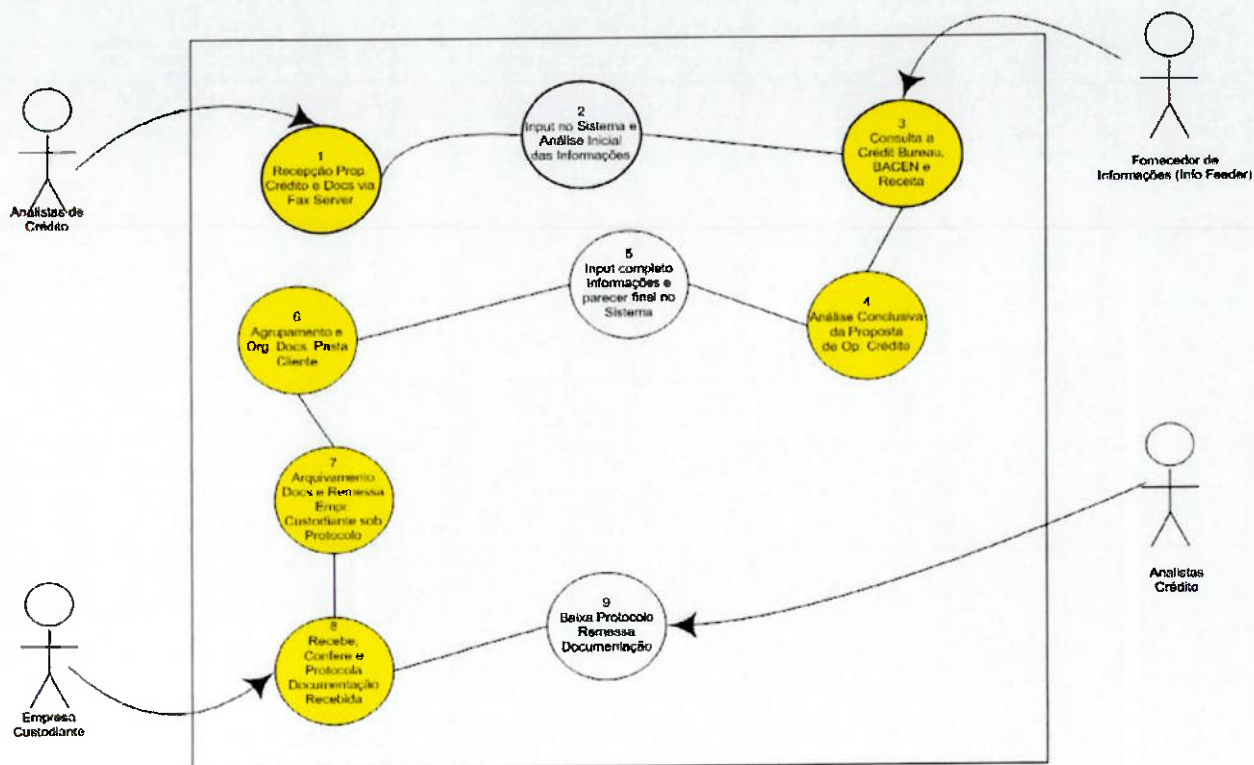 Analistas de
Crédito
1
Recepção Prop.
Crédito e Docs via
Fax Server
2
Input no Sistema e
Análise Inicial
das Informações
3
Consulta a
Credit Bureau,
BACEN e
Receita
Fornecedor de
Informações (Info Feeder)
4
Análise Conclusiva
da Proposta
de Op. Crédito
5
Input completo
Informações e
parecer final no
Sistema
6
Agrupamento e
Org. Docs. Pasta
Cliente
7
Arquivamento
Docs e Remessa
Empr.
Custodiante sob
Protocolo
8
Recebe,
Confere e
Protocola
Documentação
Recebida
9
Baixa Protocolo
Remessa
Documentação
Analistas
Crédito
Empresa
Custodiante